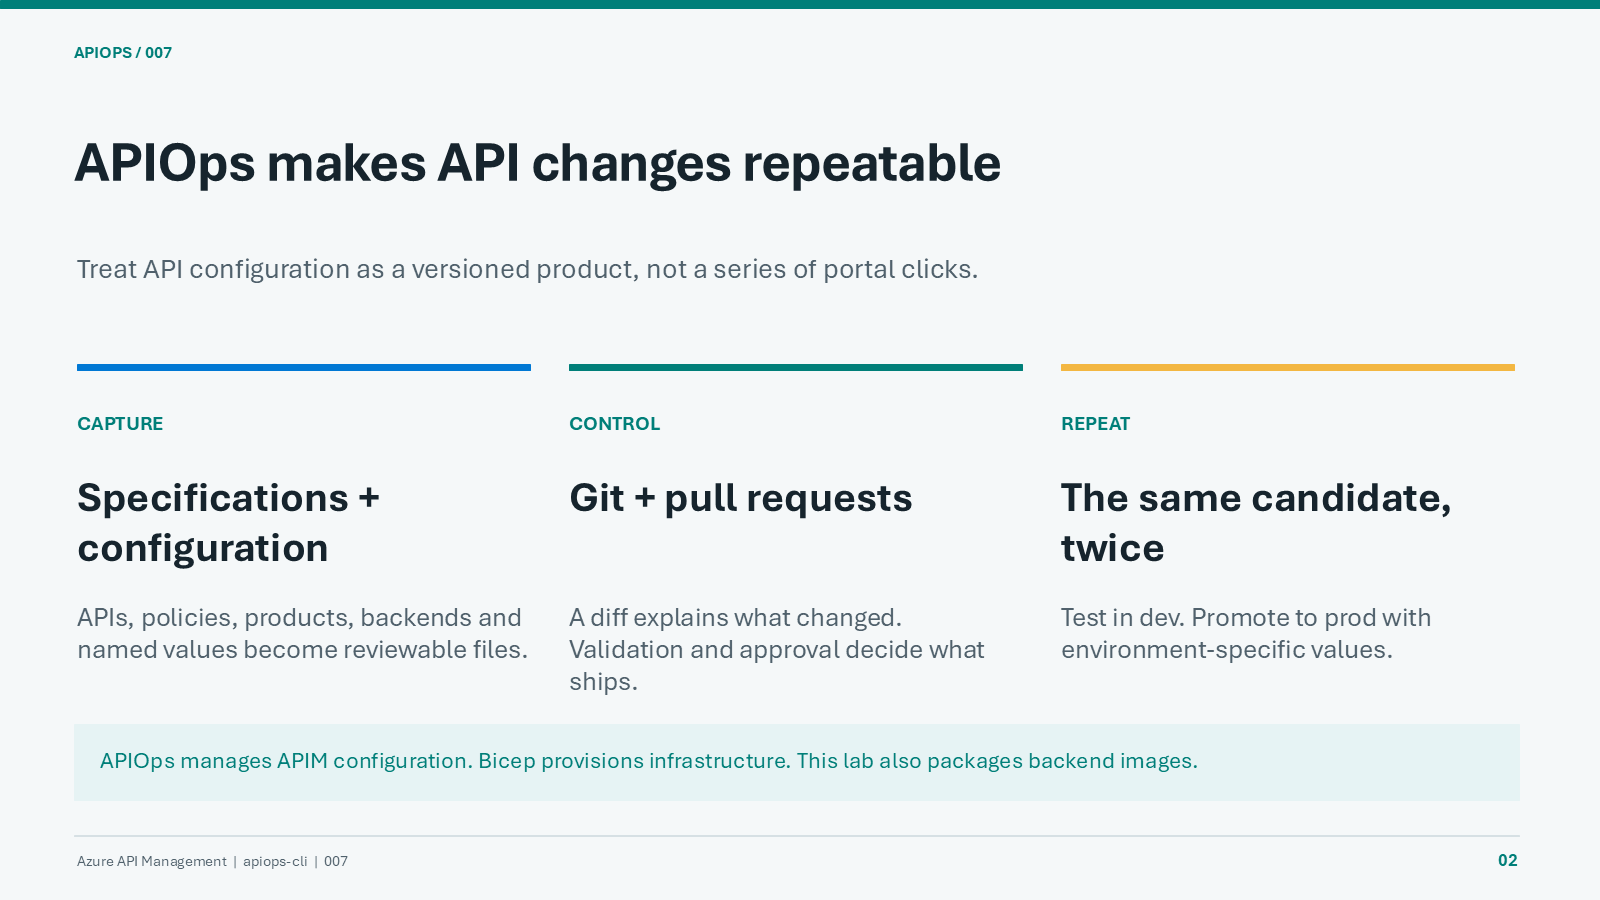 APIOPS / 007
APIOps makes API changes repeatable
Treat API configuration as a versioned product, not a series of portal clicks.
CAPTURE
Specifications +
configuration
APIs, policies, products, backends and
named values become reviewable files.
CONTROL
Git + pull requests
A diff explains what changed.
Validation and approval decide what
ships.
REPEAT
The same candidate,
twice
Test in dev. Promote to prod with
environment-specific values.
APIOps manages APIM configuration. Bicep provisions infrastructure. This lab also packages backend images.
Azure API Management | apiops-cli | 007
02